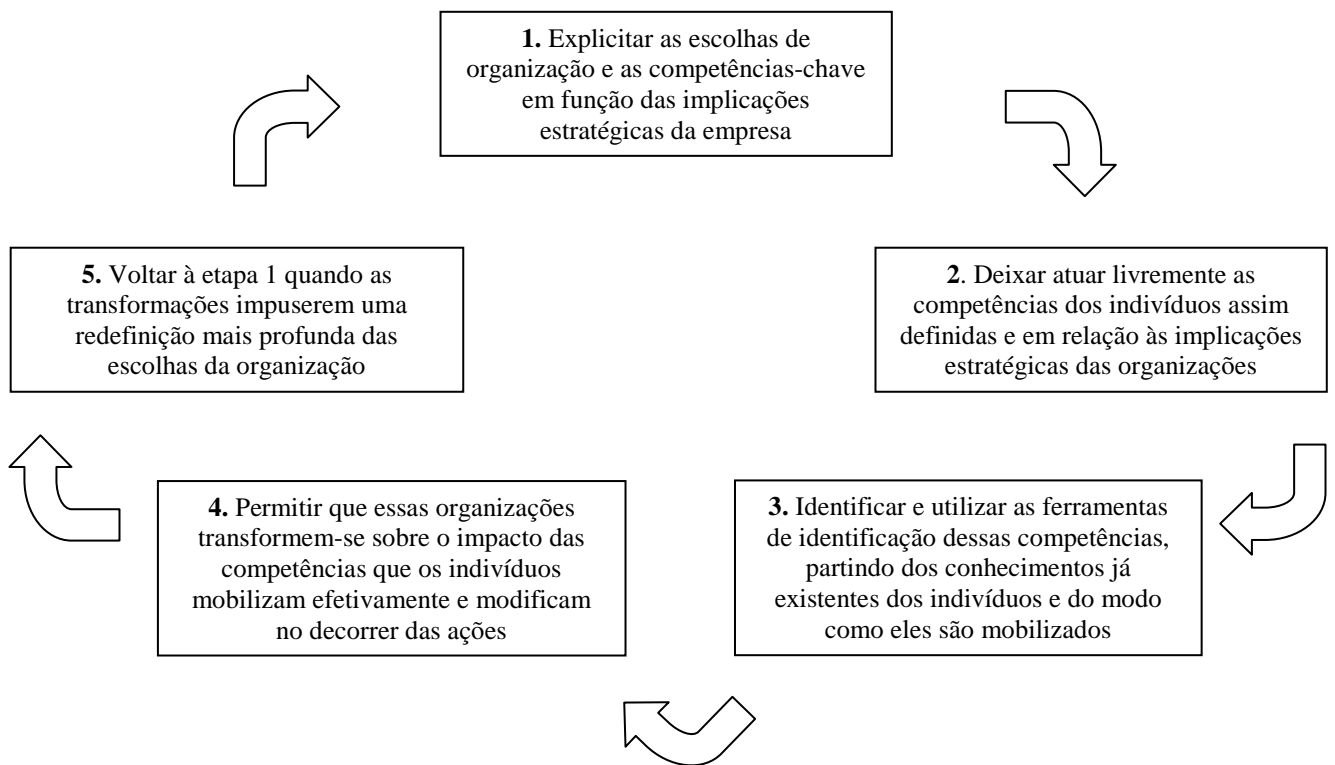 1. Explicitar as escolhas de
organização e as competências-chave
em função das implicações
estratégicas da empresa
2. Deixar atuar livremente as
competências dos indivíduos assim
definidas e em relação às implicações
estratégicas das organizações
3. Identificar e utilizar as ferramentas
de identificação dessas competências,
partindo dos conhecimentos já
existentes dos indivíduos e do modo
como eles são mobilizados
4. Permitir que essas organizações
transformem-se sobre o impacto das
competências que os indivíduos
mobilizam efetivamente e modificam
no decorrer das ações
5. Voltar à etapa 1 quando as
transformações impuserem uma
redefinição mais profunda das
escolhas da organização